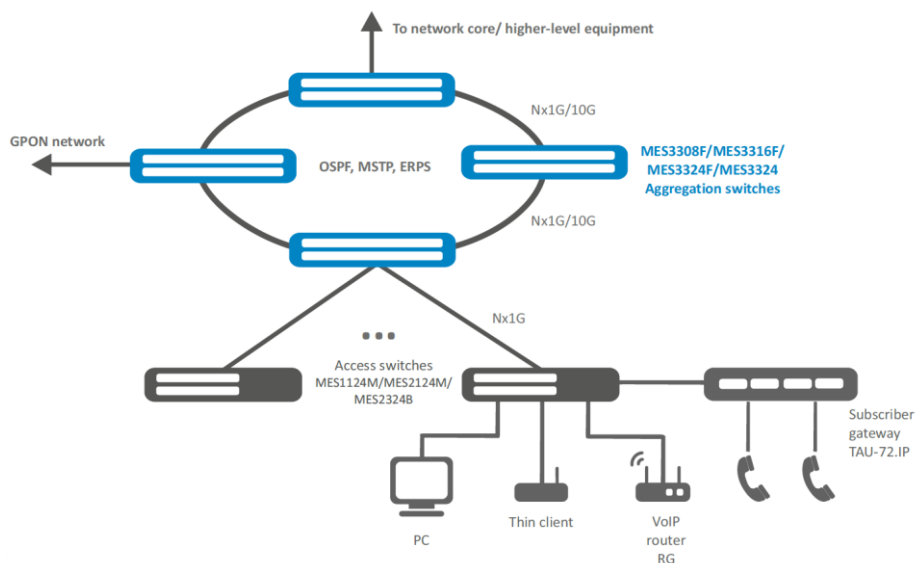 To network core/ higher-level equipment
Nx1G/10G
GPON network
OSPF, MSTP, ERPS
MES3308F/MES3316F/
MES3324F/MES3324
Aggregation switches
Nx1G/10G
Nx1G
Access switches
MES1124M/MES2124M/
MES2324B
Subscriber
gateway
TAU-72.IP
PC
Thin client
VoIP
router
RG